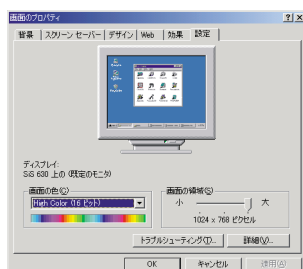 画面のプロパティ
背景 スクリーン セーバー デザイン Web 効果 設定
ディスプレイ:
SiS 630 上の (既定のモニタ)
画面の色(C)
High Color (16 ビット)
画面の領域(S)
小 大
1024 x 768 ピクセル
トラブルシューティング(T)... 詳細(V)...
OK キャンセル 適用(A)